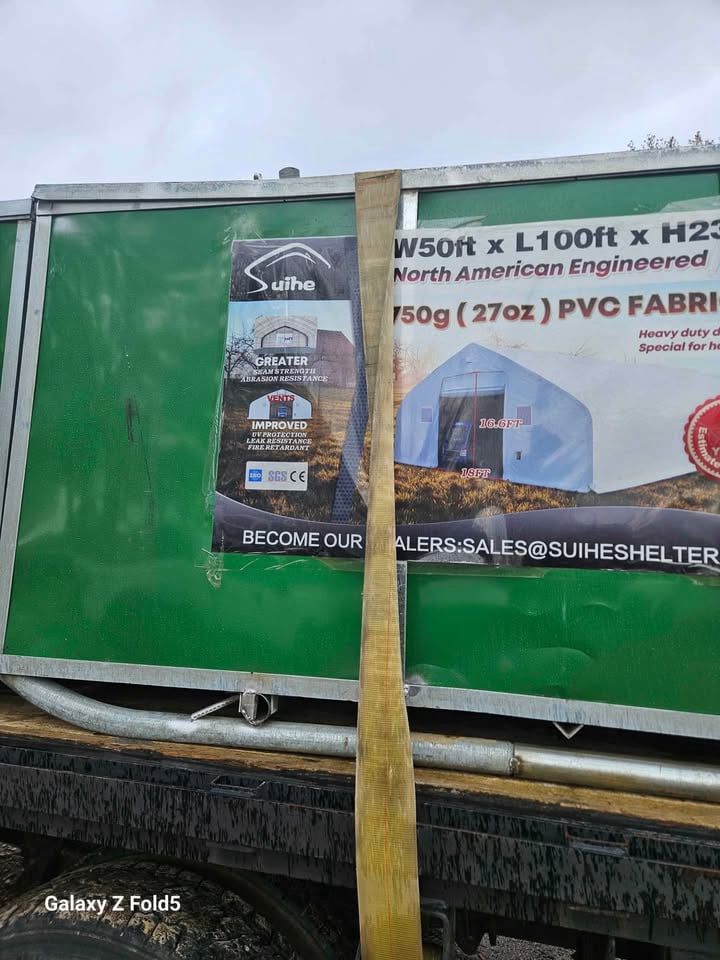 Suihe
GREATER
SEAM STRENGTH
ABRASION RESISTANCE
VENTS
IMPROVED
UV PROTECTION
LEAK RESISTANCE
FIRE RETARDANT
ISO SGS CE
W50ft x L100ft x H23
North American Engineered
750g ( 27oz ) PVC FABRI
Heavy duty
Special for
16.6FT
18FT
BECOME OUR ALERS:SALES@SUIHESHELTER
Galaxy Z Fold5